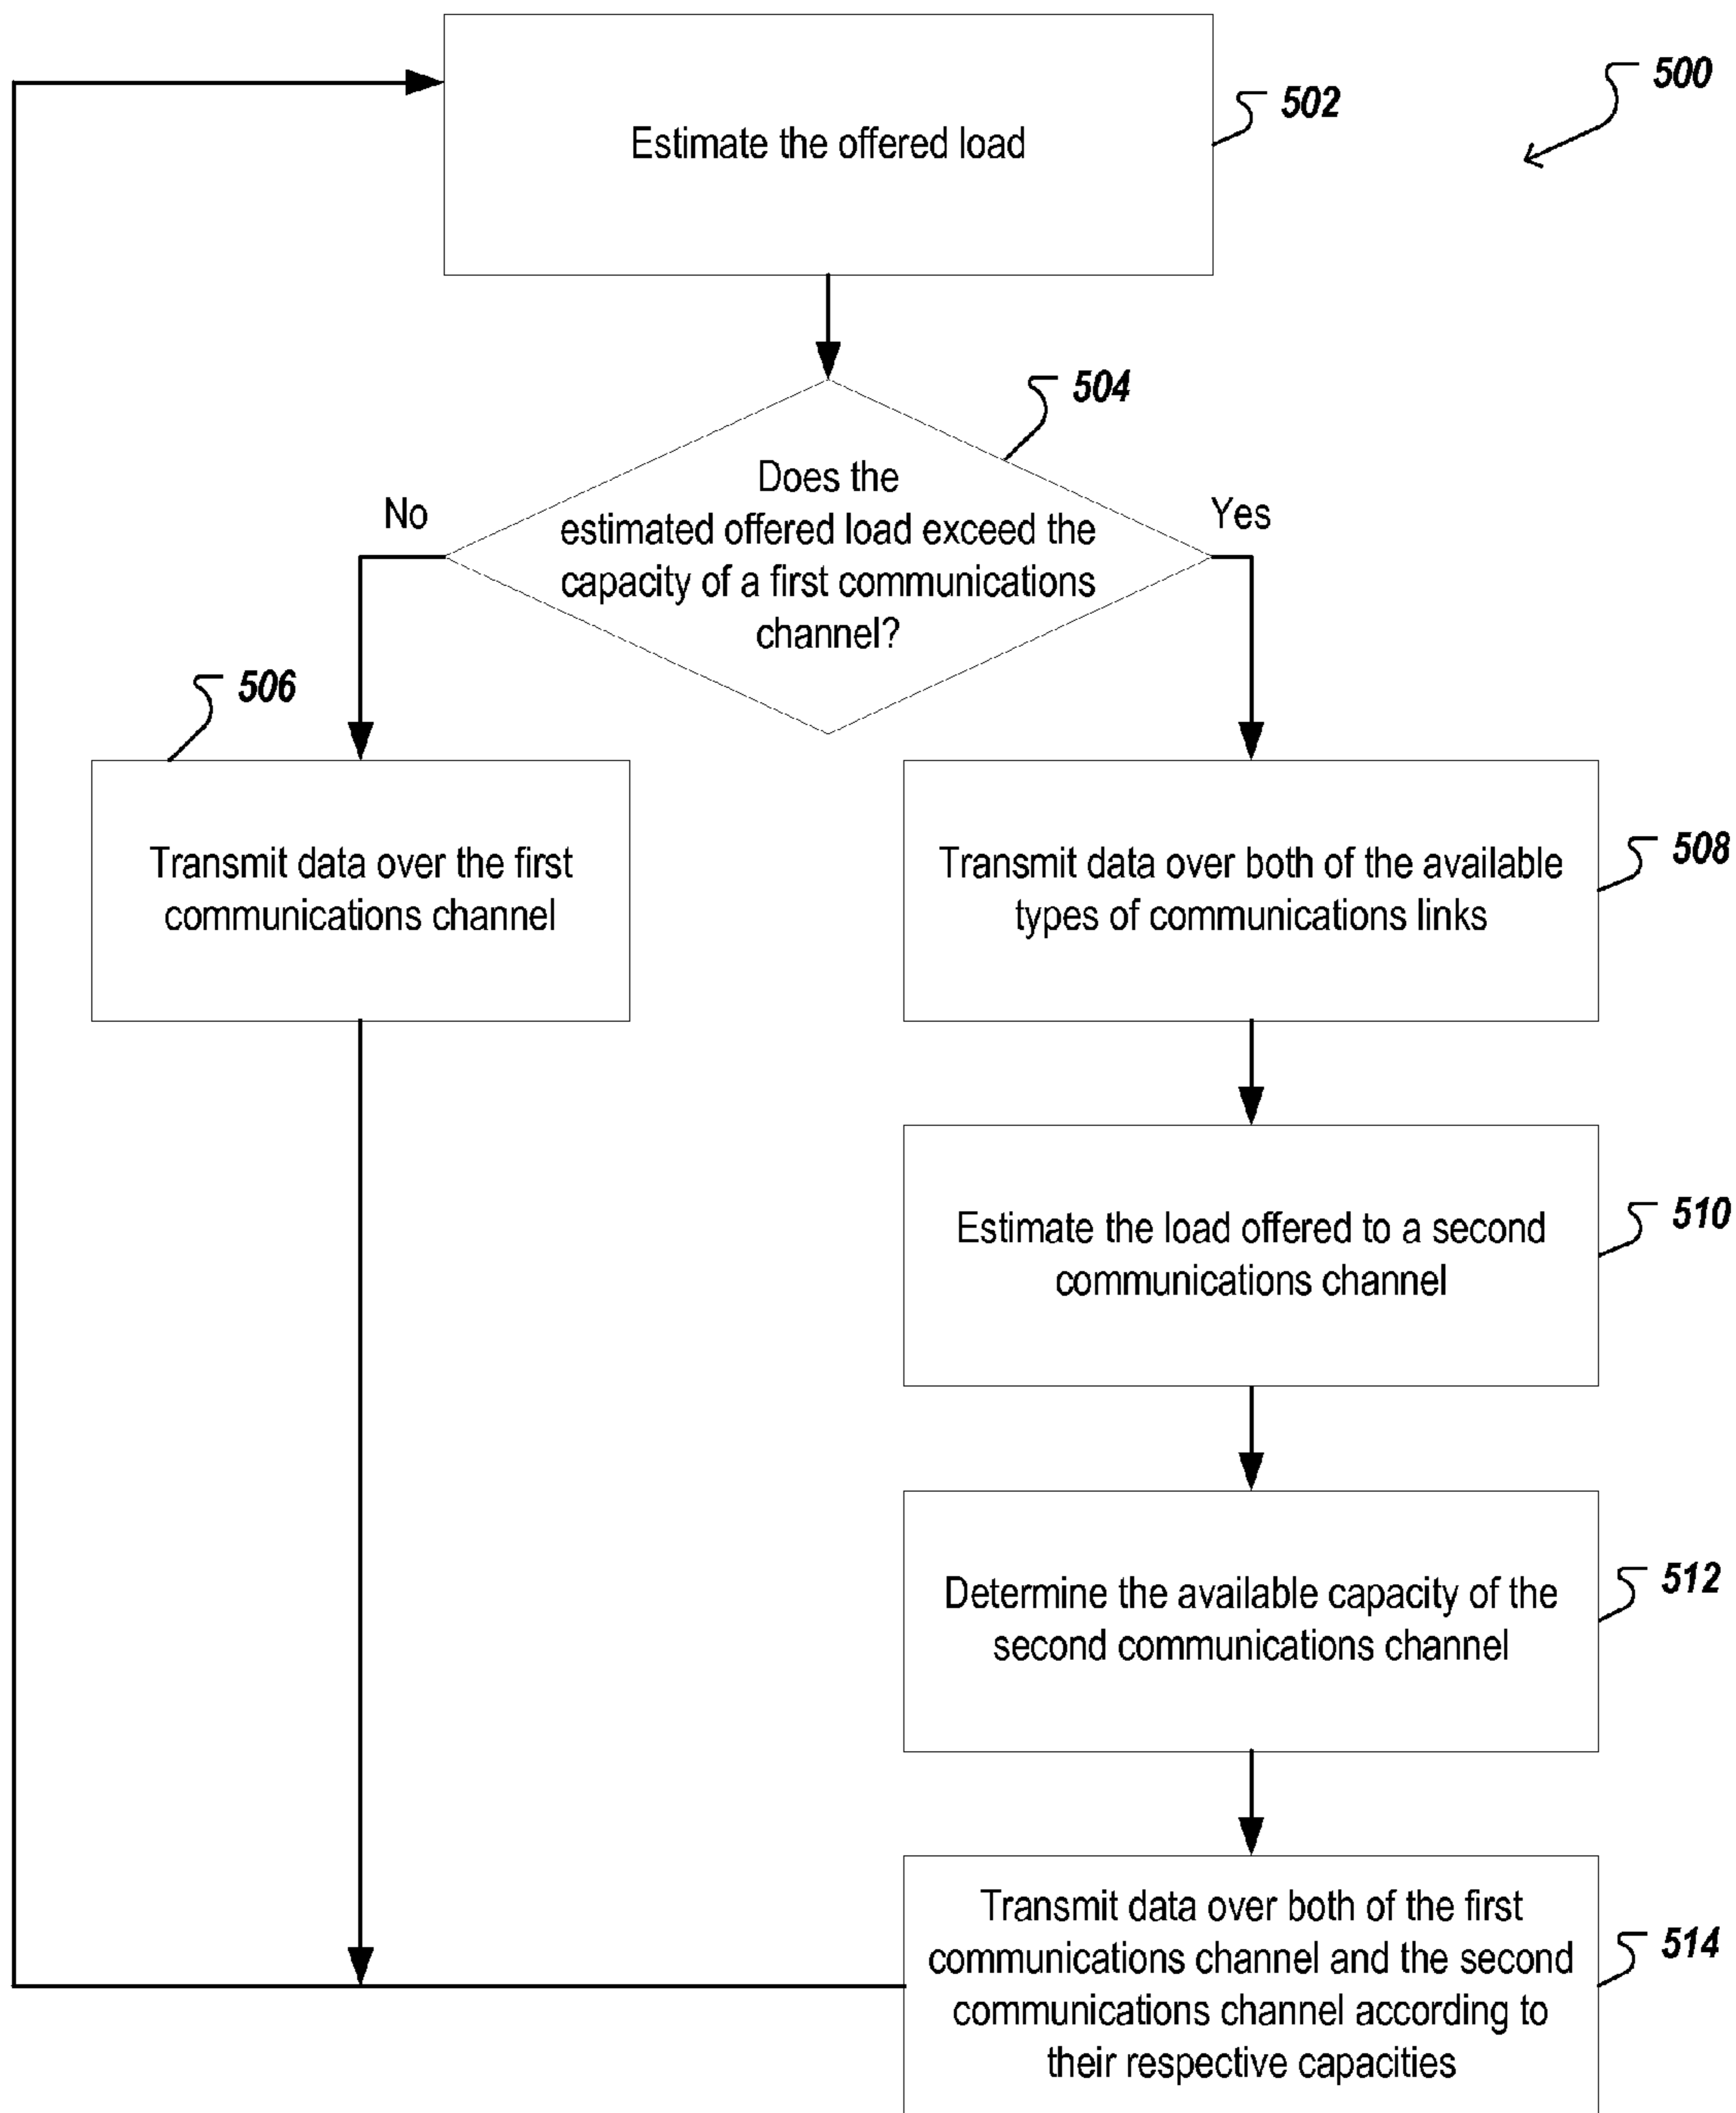 500
502
Estimate the offered load
504
Does the
estimated offered load exceed the
capacity of a first communications
channel?
No
Yes
506
Transmit data over the first
communications channel
508
Transmit data over both of the available
types of communications links
510
Estimate the load offered to a second
communications channel
512
Determine the available capacity of the
second communications channel
514
Transmit data over both of the first
communications channel and the second
communications channel according to
their respective capacities